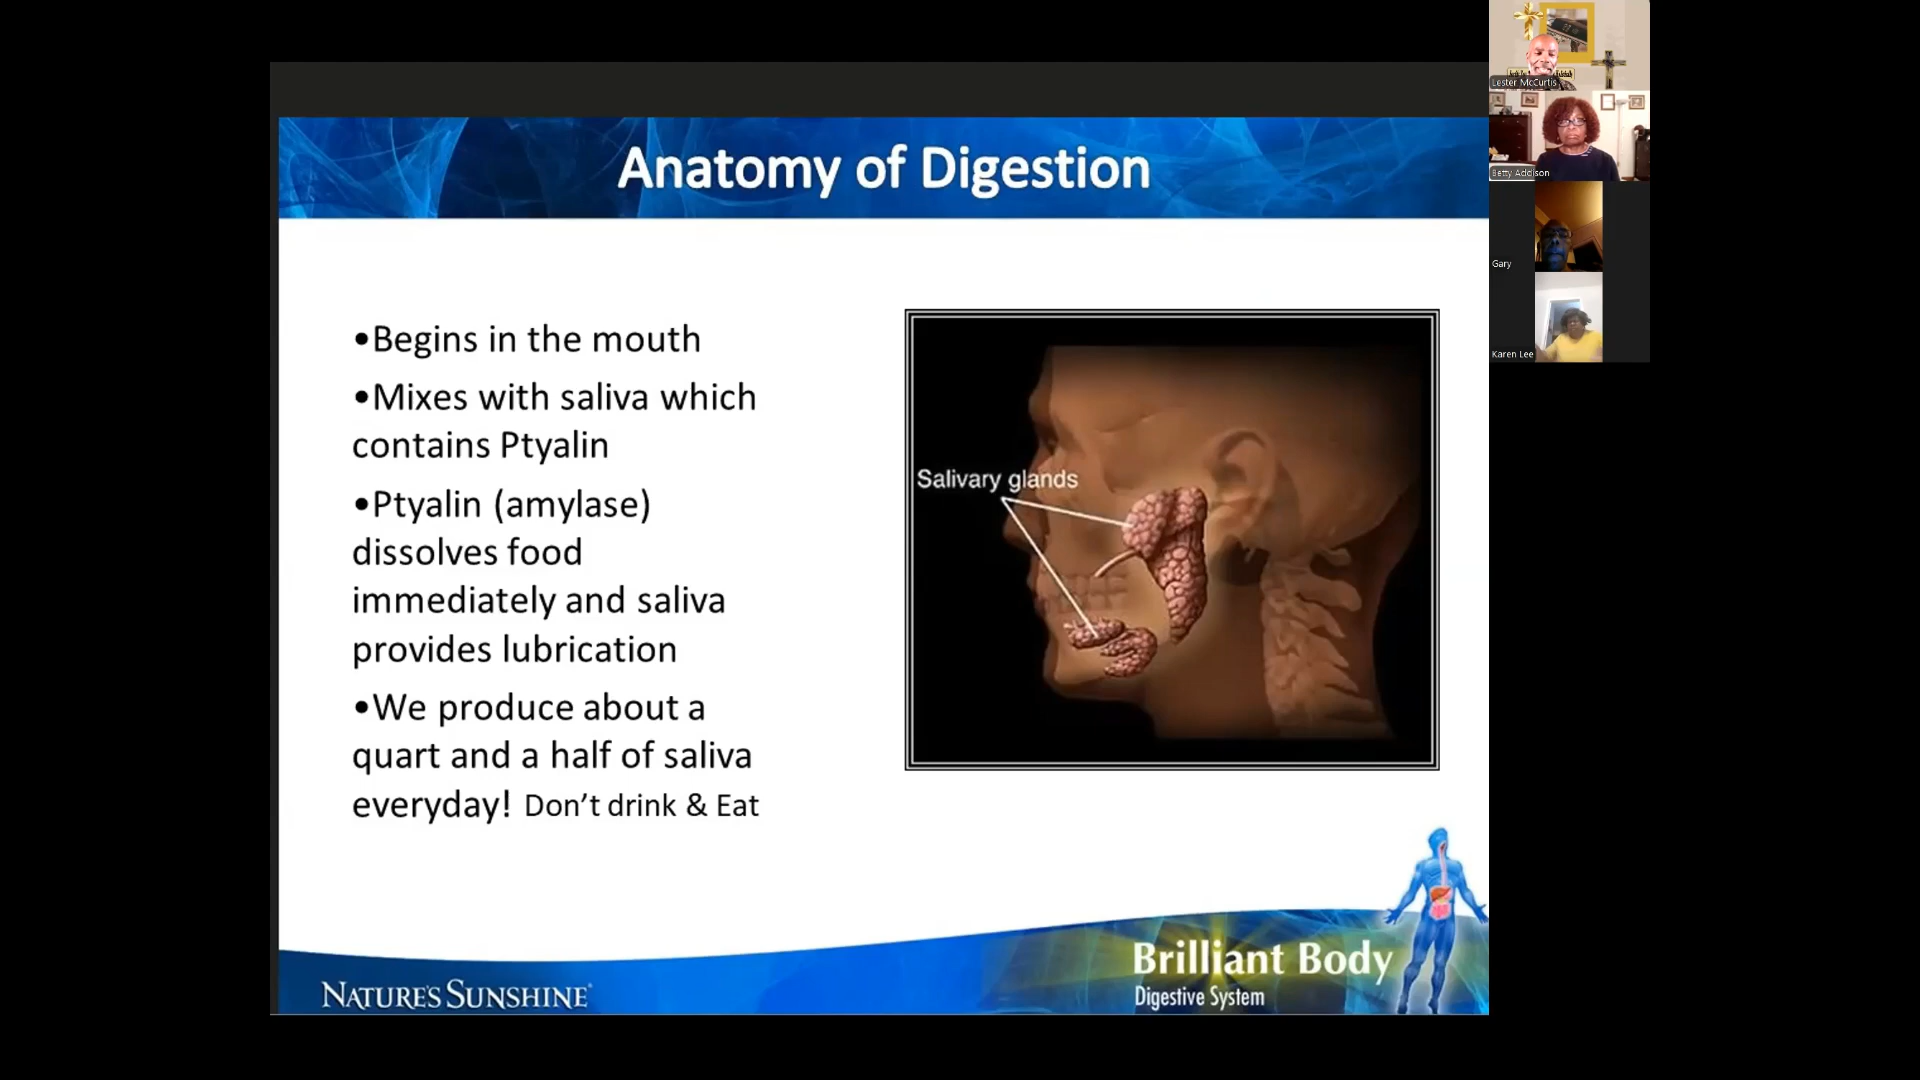 Anatomy of Digestion
•Begins in the mouth
•Mixes with saliva which
contains Ptyalin
•Ptyalin (amylase)
dissolves food
immediately and saliva
provides lubrication
•We produce about a
quart and a half of saliva
everyday! Don't drink & Eat
Salivary glands
NATURE'S SUNSHINE
Brilliant Body
Digestive System
Lester McCurtis
Betty Addison
Gary
Karen Lee